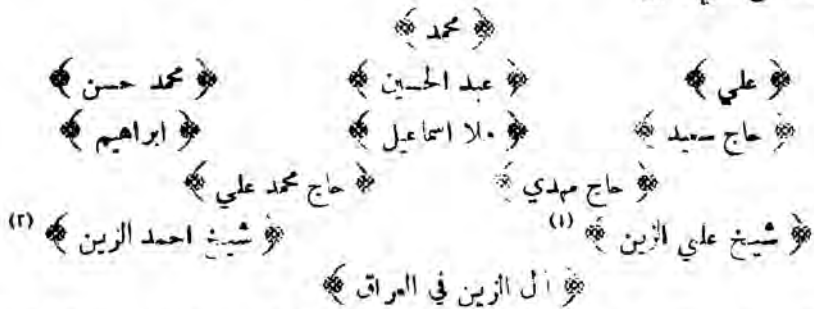 ﴿ محمد ﴾
﴿ علي ﴾ ﴿ عبد الحسين ﴾ ﴿ محمد حسن ﴾
﴿ حاج سعيد ﴾ ﴿ ملا اسماعيل ﴾ ﴿ ابراهيم ﴾
﴿ حاج مهدي ﴾ ﴿ حاج محمد علي ﴾
﴿ شيخ علي الزين ﴾ (١) ﴿ شيخ احمد الزين ﴾ (٢)
﴿ آل الزين في العراق ﴾